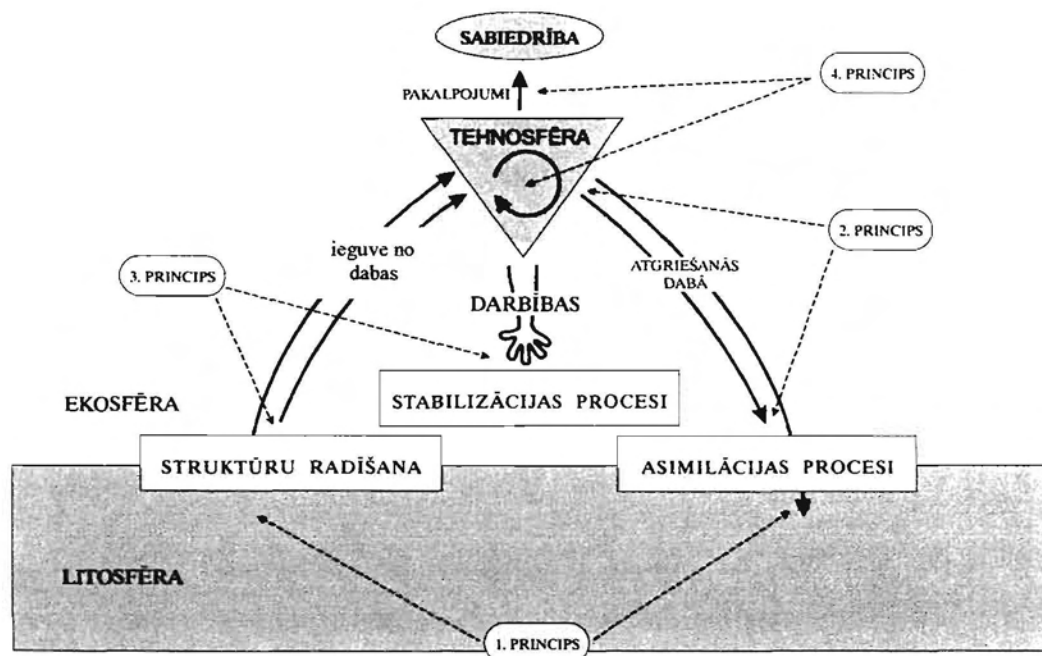 SABIEDRĪBA
4. PRINCIPS
PAKALPOJUMI
TEHNOSFĒRA
2. PRINCIPS
ieguve no
dabas
ATGRIEŠANĀS
DABĀ
3. PRINCIPS
DARBĪBAS
STABILIZĀCIJAS PROCESI
EKOSFĒRA
STRUKTŪRU RADĪŠANA
ASIMILĀCIJAS PROCESI
LITOSFĒRA
1. PRINCIPS